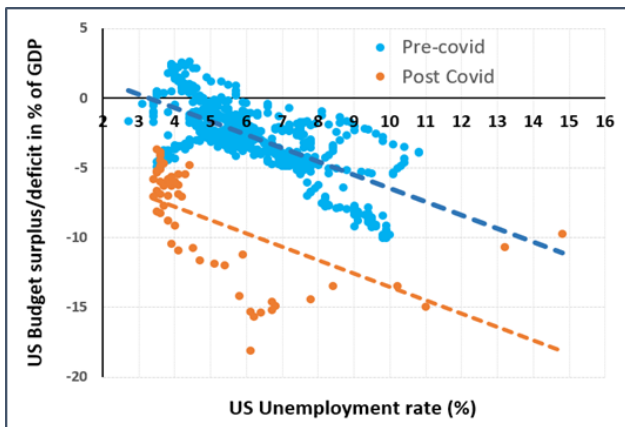 US Budget surplus/deficit in % of GDP
5
0
-5
-10
-15
-20
Pre-covid
Post Covid
2 3 4 5 6 7 8 9 10 11 12 13 14 15 16
US Unemployment rate (%)